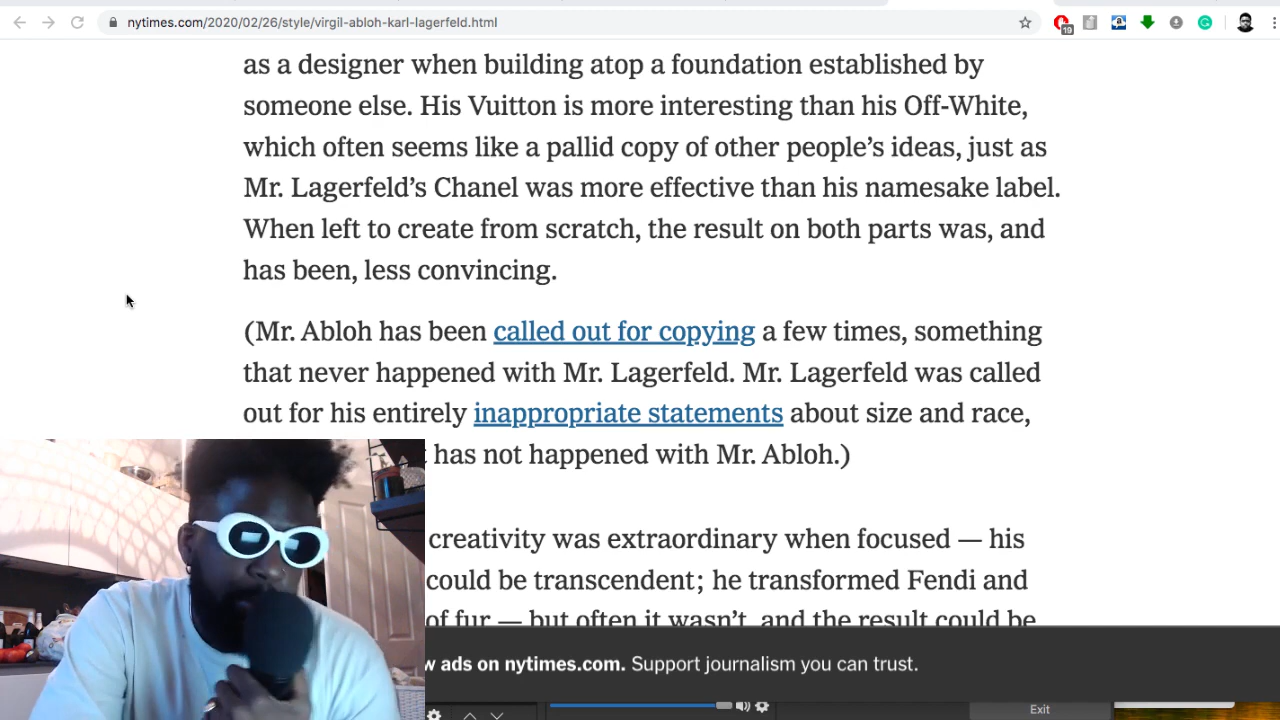 nytimes.com/2020/02/26/style/virgil-abloh-karl-lagerfeld.html
19
as a designer when building atop a foundation established by
someone else. His Vuitton is more interesting than his Off-White,
which often seems like a pallid copy of other people’s ideas, just as
Mr. Lagerfeld’s Chanel was more effective than his namesake label.
When left to create from scratch, the result on both parts was, and
has been, less convincing.
(Mr. Abloh has been called out for copying a few times, something
that never happened with Mr. Lagerfeld. Mr. Lagerfeld was called
out for his entirely inappropriate statements about size and race,
has not happened with Mr. Abloh.)
creativity was extraordinary when focused — his
could be transcendent; he transformed Fendi and
of fur — but often it wasn’t, and the result could be
ads on nytimes.com. Support journalism you can trust.
Exit